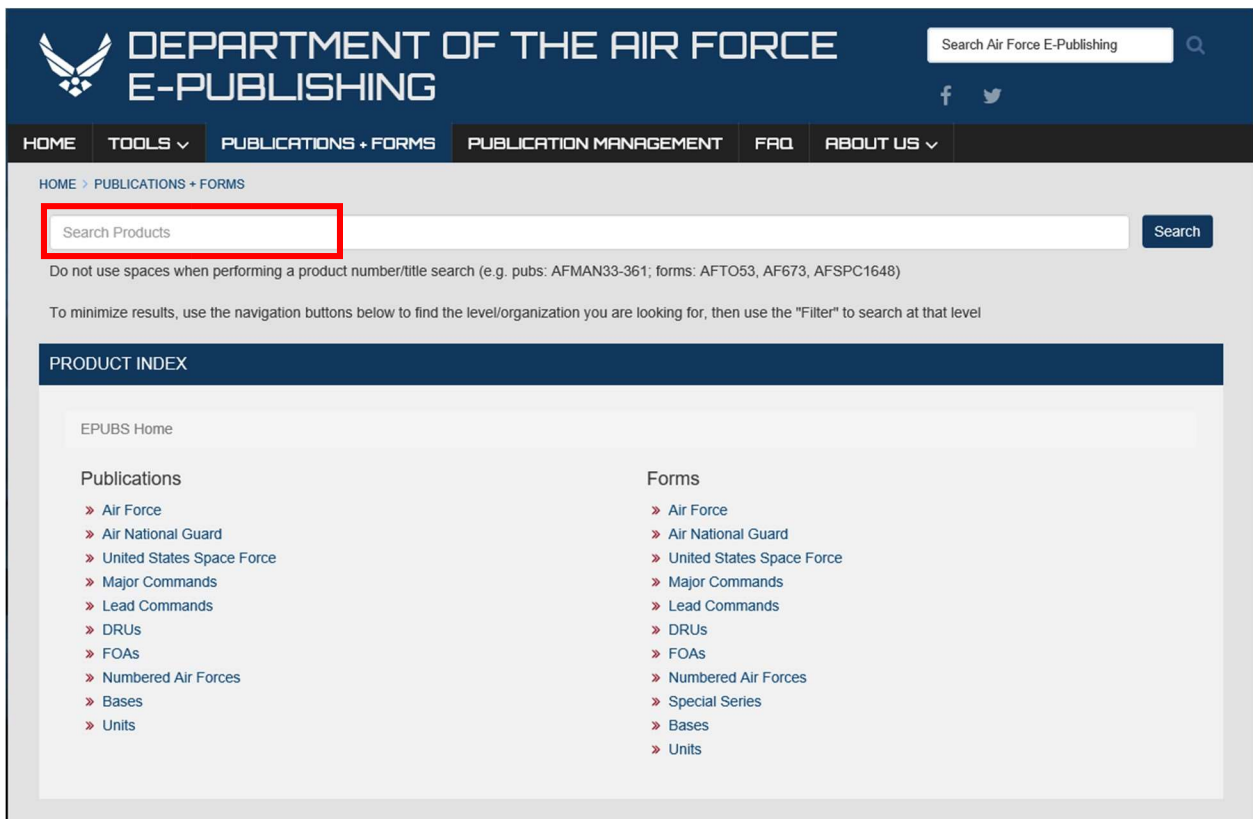 DEPARTMENT OF THE AIR FORCE
E-PUBLISHING
Search Air Force E-Publishing
HOME TOOLS PUBLICATIONS + FORMS PUBLICATION MANAGEMENT FAQ ABOUT US
HOME > PUBLICATIONS + FORMS
Search Products
Search
Do not use spaces when performing a product number/title search (e.g. pubs: AFMAN33-361; forms: AFTO53, AF673, AFSPC1648)
To minimize results, use the navigation buttons below to find the level/organization you are looking for, then use the "Filter" to search at that level
PRODUCT INDEX
EPUBS Home
Publications
» Air Force
» Air National Guard
» United States Space Force
» Major Commands
» Lead Commands
» DRUs
» FOAs
» Numbered Air Forces
» Bases
» Units
Forms
» Air Force
» Air National Guard
» United States Space Force
» Major Commands
» Lead Commands
» DRUs
» FOAs
» Numbered Air Forces
» Special Series
» Bases
» Units